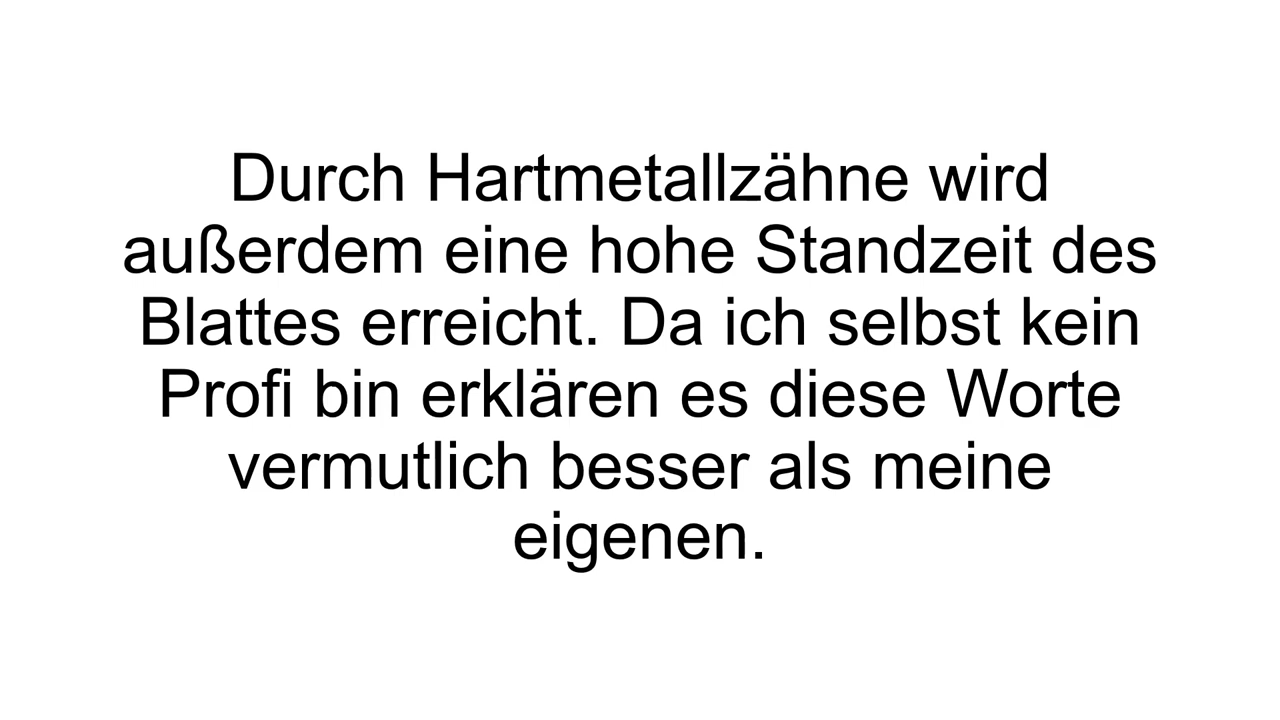 Durch Hartmetallzähne wird
außerdem eine hohe Standzeit des
Blattes erreicht. Da ich selbst kein
Profi bin erklären es diese Worte
vermutlich besser als meine
eigenen.